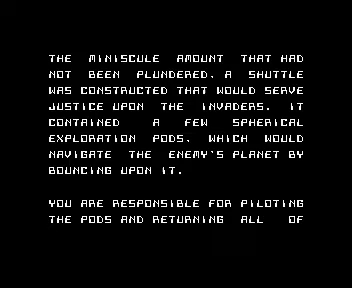 THE MINISCULE AMOUNT THAT HAD
NOT BEEN PLUNDERED. A SHUTTLE
WAS CONSTRUCTED THAT WOULD SERVE
JUSTICE UPON THE INVADERS. IT
CONTAINED A FEW SPHERICAL
EXPLORATION PODS, WHICH WOULD
NAVIGATE THE ENEMY'S PLANET BY
BOUNCING UPON IT.
YOU ARE RESPONSIBLE FOR PILOTING
THE PODS AND RETURNING ALL OF